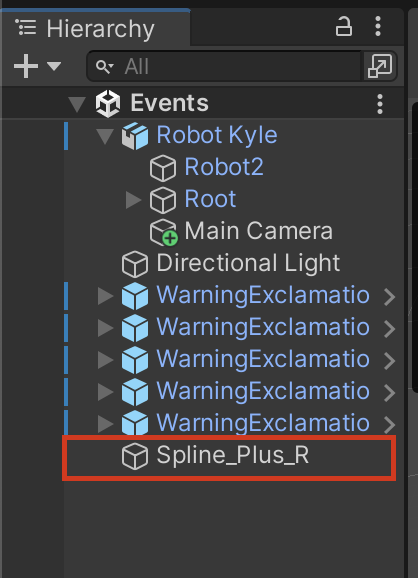 Hierarchy
All
Events
Robot Kyle
Robot2
Root
Main Camera
Directional Light
WarningExclamatio
WarningExclamatio
WarningExclamatio
WarningExclamatio
WarningExclamatio
Spline_Plus_R